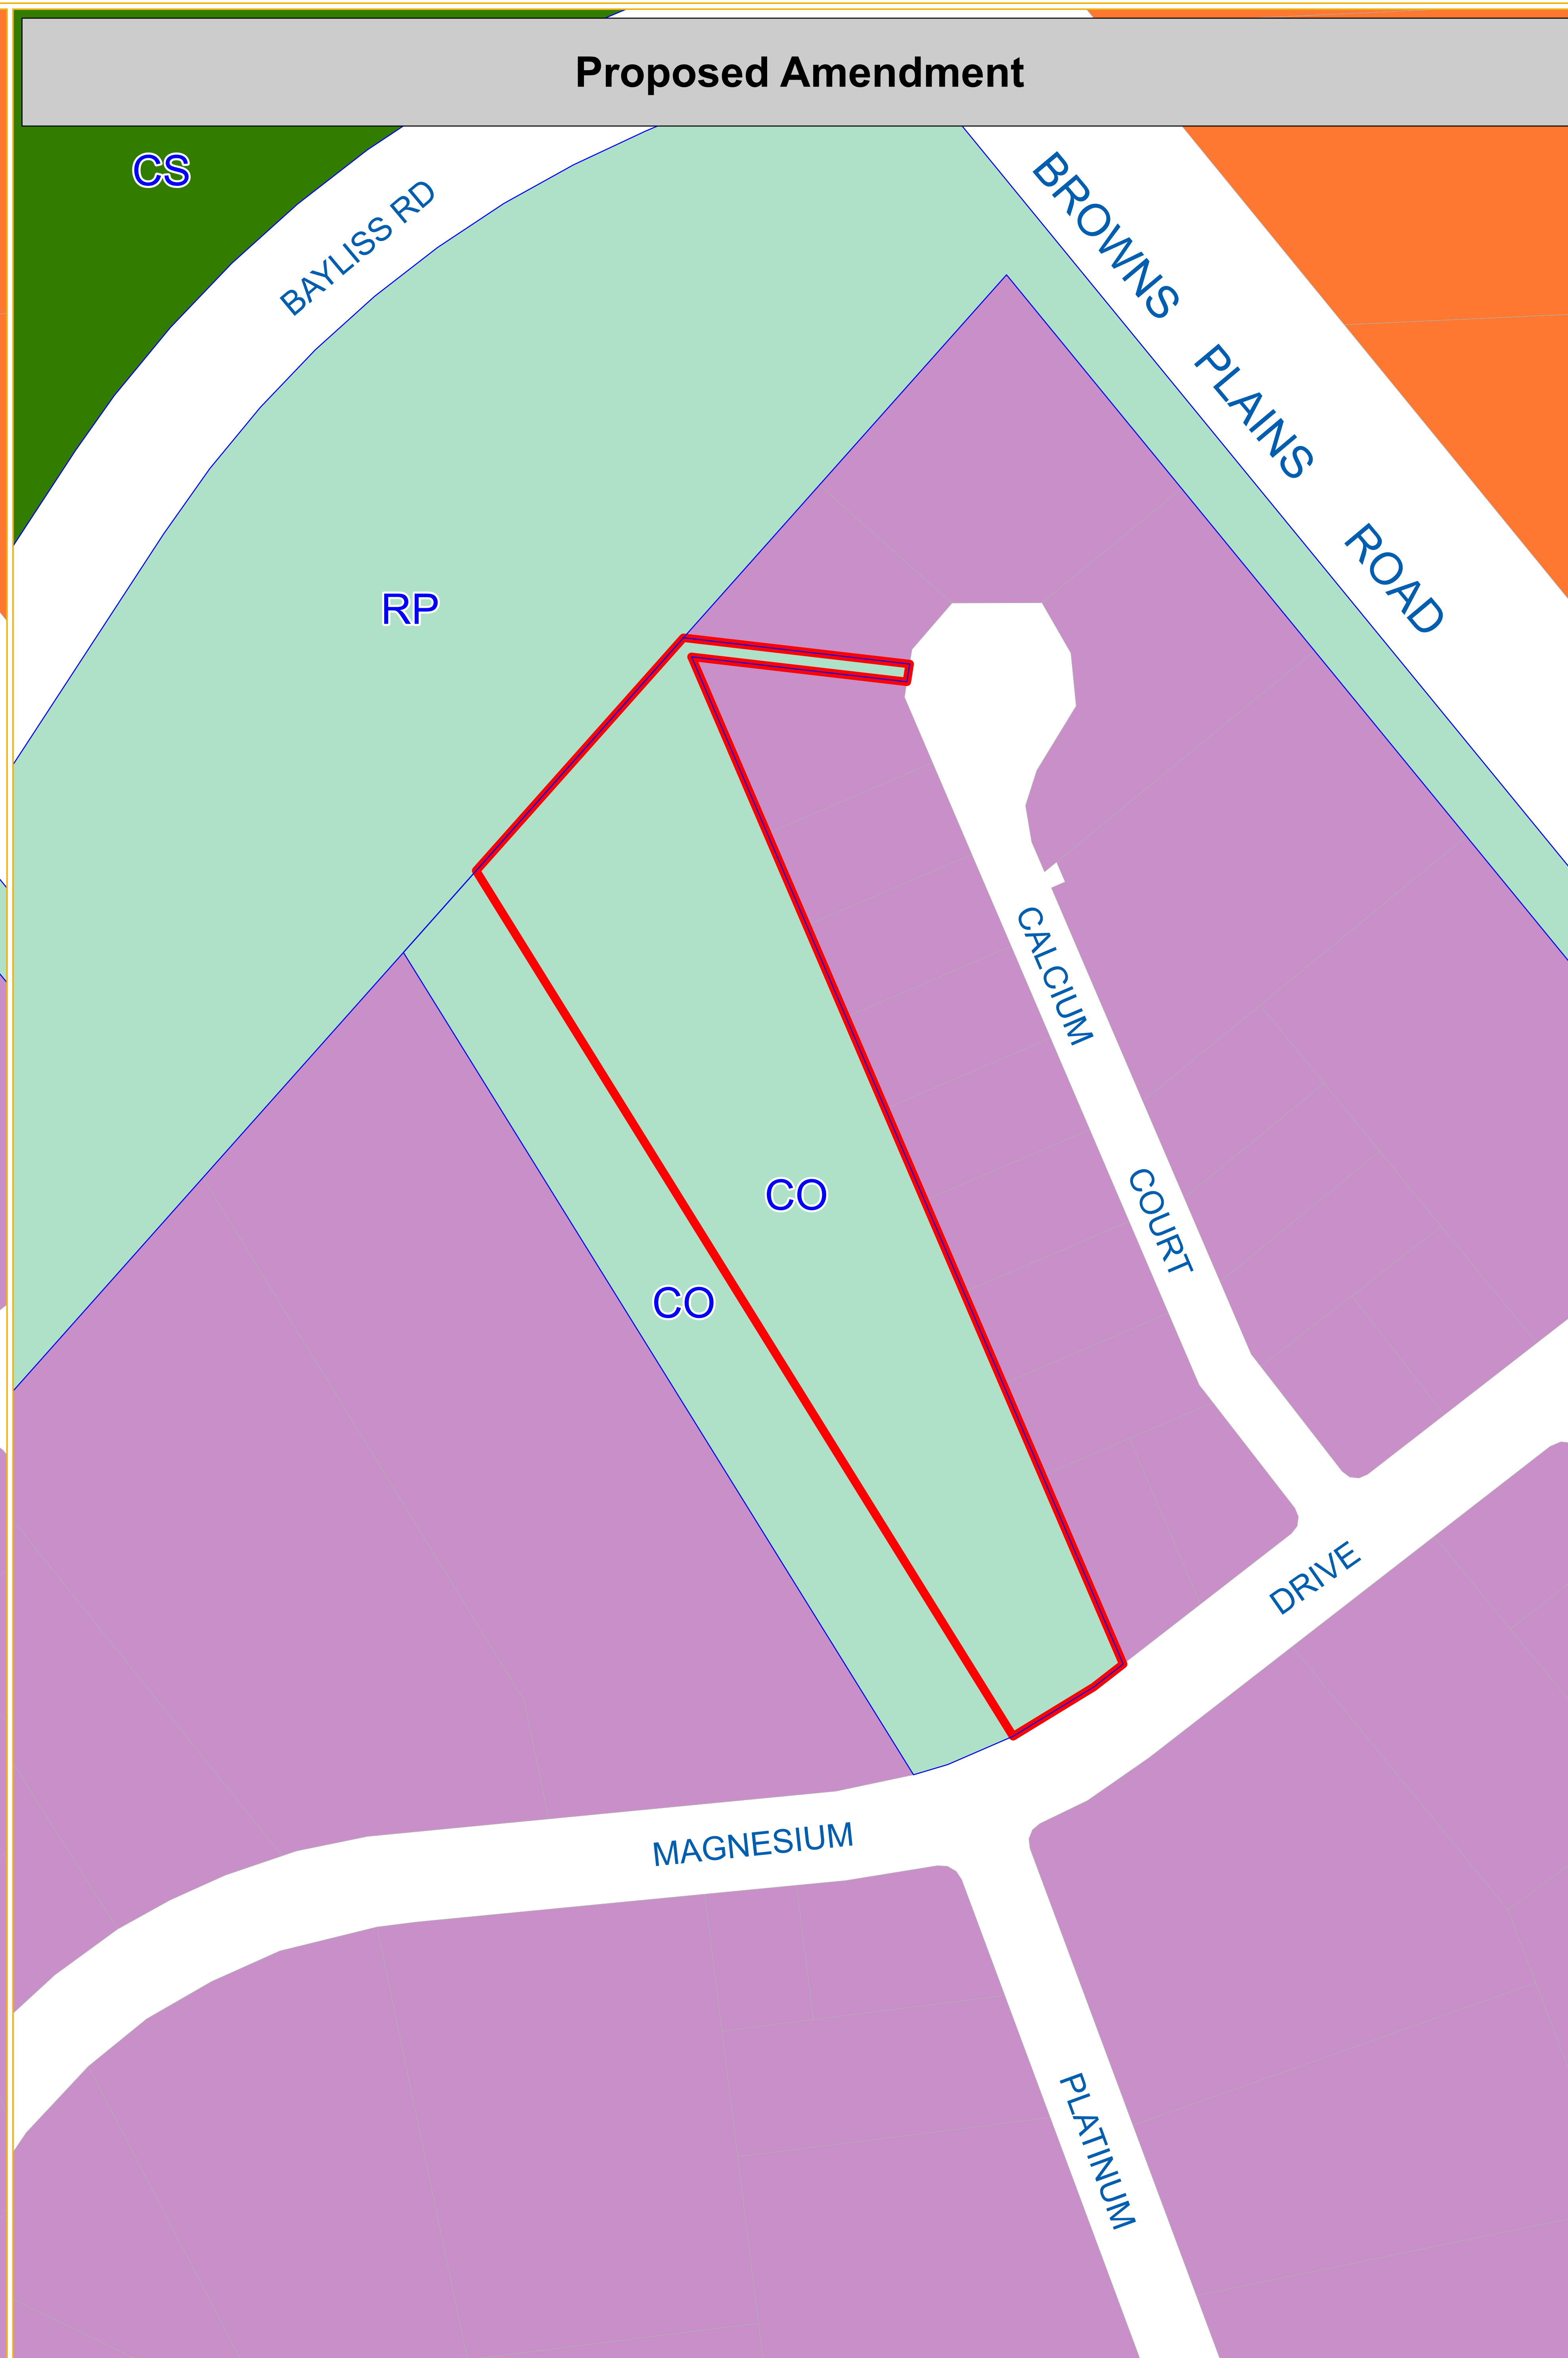 Proposed Amendment
CS
BAYLISS RD
BROWNS PLAINS ROAD
RP
CALCIUM COURT
CO
CO
DRIVE
MAGNESIUM
PLATINUM